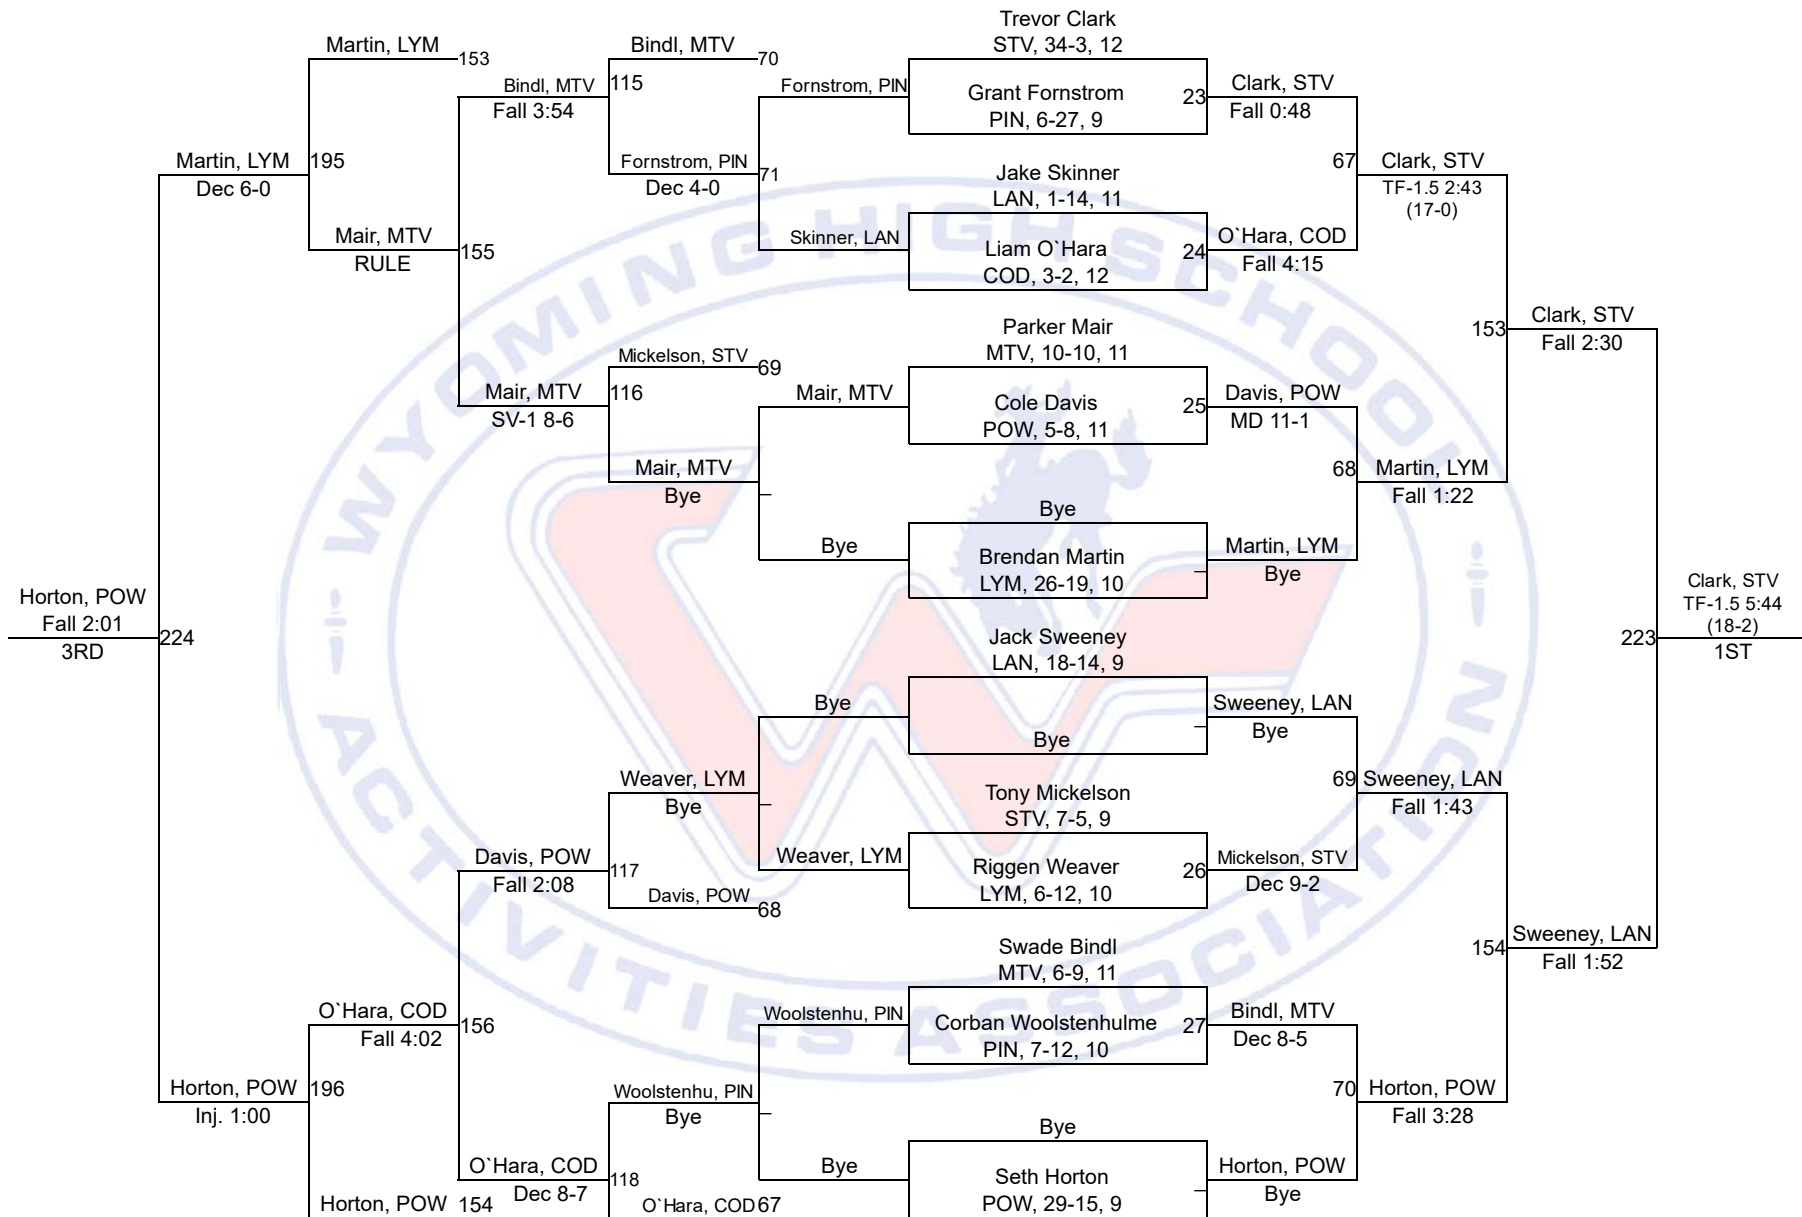 Trevor Clark
STV, 34-3, 12
Martin, LYM
153
Bindl, MTV
70
Bindl, MTV
115
Fall 3:54
Fornstrom, PIN
Grant Fornstrom
PIN, 6-27, 9
23
Clark, STV
Fall 0:48
Martin, LYM
195
Dec 6-0
Fornstrom, PIN
71
Dec 4-0
Jake Skinner
LAN, 1-14, 11
67
Clark, STV
TF-1.5 2:43
(17-0)
Mair, MTV
155
RULE
Skinner, LAN
Liam O`Hara
COD, 3-2, 12
24
O`Hara, COD
Fall 4:15
Parker Mair
MTV, 10-10, 11
153
Clark, STV
Fall 2:30
Mickelson, STV
69
Mair, MTV
116
SV-1 8-6
Mair, MTV
Cole Davis
POW, 5-8, 11
25
Davis, POW
MD 11-1
Mair, MTV
Bye
68
Martin, LYM
Fall 1:22
Bye
Bye
Brendan Martin
LYM, 26-19, 10
Martin, LYM
Bye
Horton, POW
Fall 2:01
224
3RD
Jack Sweeney
LAN, 18-14, 9
223
Clark, STV
TF-1.5 5:44
(18-2)
1ST
Bye
Bye
Sweeney, LAN
Bye
Weaver, LYM
Bye
Tony Mickelson
STV, 7-5, 9
69
Sweeney, LAN
Fall 1:43
Davis, POW
117
Fall 2:08
Weaver, LYM
Riggen Weaver
LYM, 6-12, 10
26
Mickelson, STV
Dec 9-2
Davis, POW
68
Swade Bindl
MTV, 6-9, 11
154
Sweeney, LAN
Fall 1:52
O`Hara, COD
156
Fall 4:02
Woolstenhu, PIN
Corban Woolstenhulme
PIN, 7-12, 10
27
Bindl, MTV
Dec 8-5
Horton, POW
196
Inj. 1:00
Woolstenhu, PIN
Bye
70
Horton, POW
Fall 3:28
Bye
O`Hara, COD
118
Dec 8-7
Bye
Seth Horton
POW, 29-15, 9
Horton, POW
Bye
Horton, POW
154
O`Hara, COD
67
WYOMING HIGH SCHOOL
ACTIVITIES ASSOCIATION